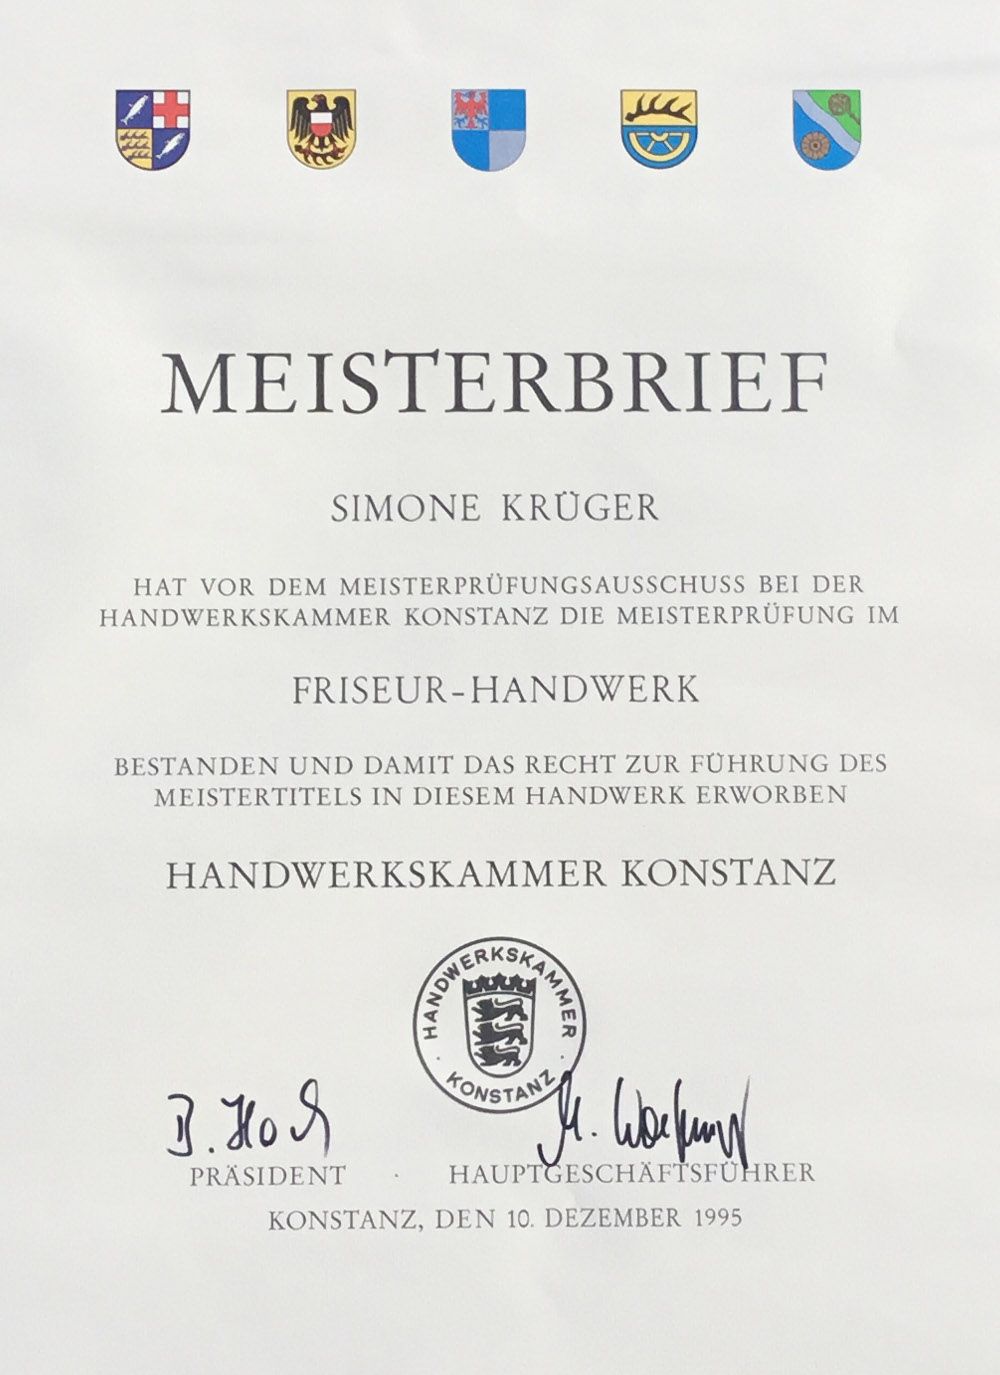 MEISTERBRIEF
SIMONE KRÜGER
HAT VOR DEM MEISTERPRÜFUNGSAUSSCHUSS BEI DER
HANDWERKSKAMMER KONSTANZ DIE MEISTERPRÜFUNG IM
FRISEUR-HANDWERK
BESTANDEN UND DAMIT DAS RECHT ZUR FÜHRUNG DES
MEISTERTITELS IN DIESEM HANDWERK ERWORBEN
HANDWERKSKAMMER KONSTANZ
HANDWERKSKAMMER
· KONSTANZ ·
PRÄSIDENT · HAUPTGESCHÄFTSFÜHRER
KONSTANZ, DEN 10. DEZEMBER 1995